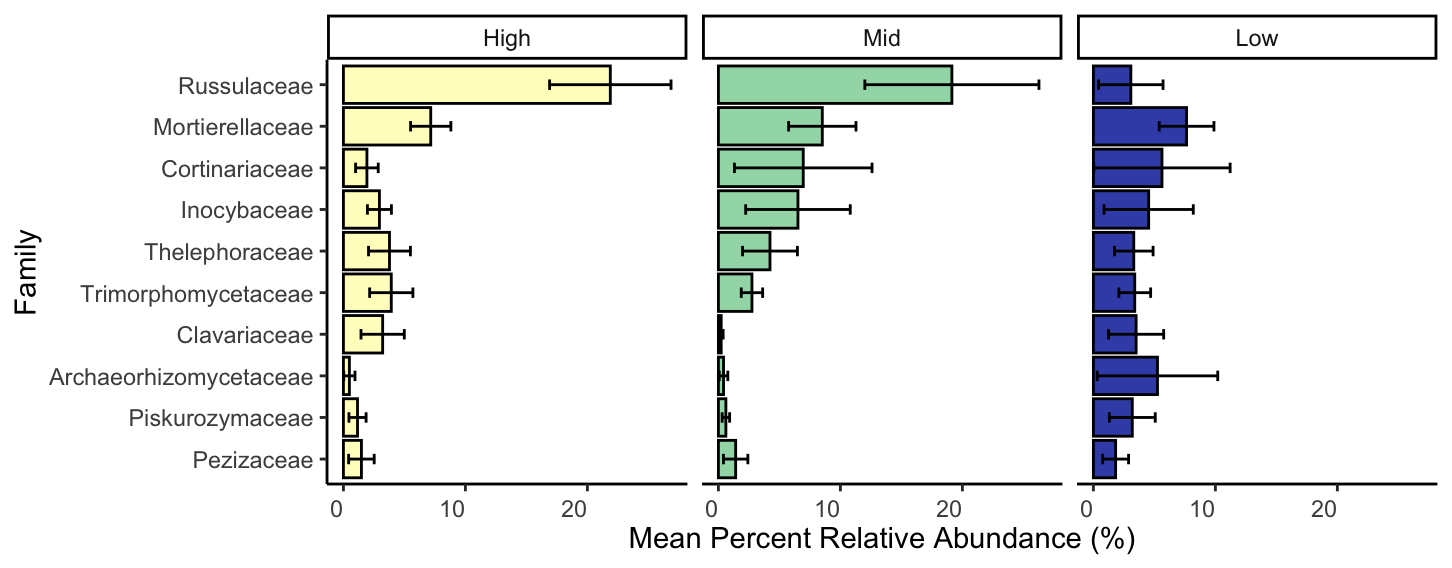 High
Mid
Low
Family
Russulaceae
Mortierellaceae
Cortinariaceae
Inocybaceae
Thelephoraceae
Trimorphomycetaceae
Clavariaceae
Archaeorhizomycetaceae
Piskurozymaceae
Pezizaceae
0 10 20 0 10 20 0 10 20
Mean Percent Relative Abundance (%)